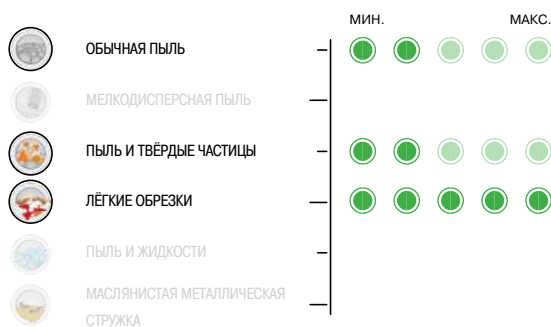 МИН. МАКС.
ОБЫЧНАЯ ПЫЛЬ
МЕЛКОДИСПЕРСНАЯ ПЫЛЬ
ПЫЛЬ И ТВЁРДЫЕ ЧАСТИЦЫ
ЛЁГКИЕ ОБРЕЗКИ
ПЫЛЬ И ЖИДКОСТИ
МАСЛЯНИСТАЯ МЕТАЛЛИЧЕСКАЯ
СТРУЖКА